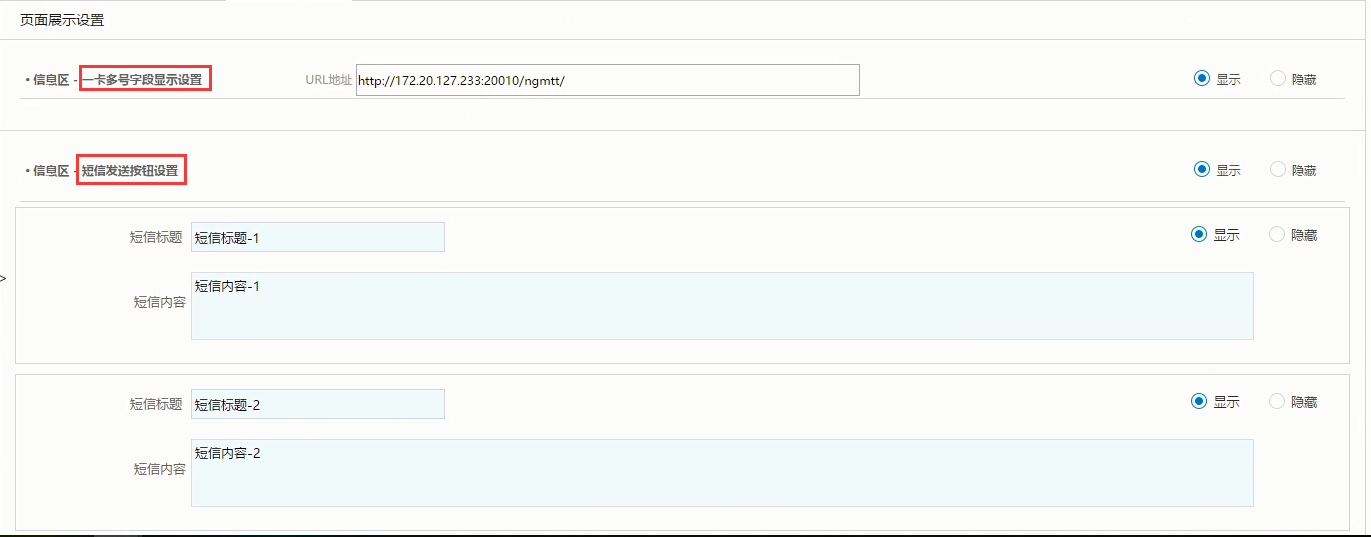 页面展示设置
• 信息区 - 一卡多号字段显示设置 URL地址 http://172.20.127.233:20010/ngmtt/ 显示 隐藏
• 信息区 - 短信发送按钮设置 显示 隐藏
短信标题 短信标题-1 显示 隐藏
>
短信内容 短信内容-1
短信标题 短信标题-2 显示 隐藏
短信内容 短信内容-2